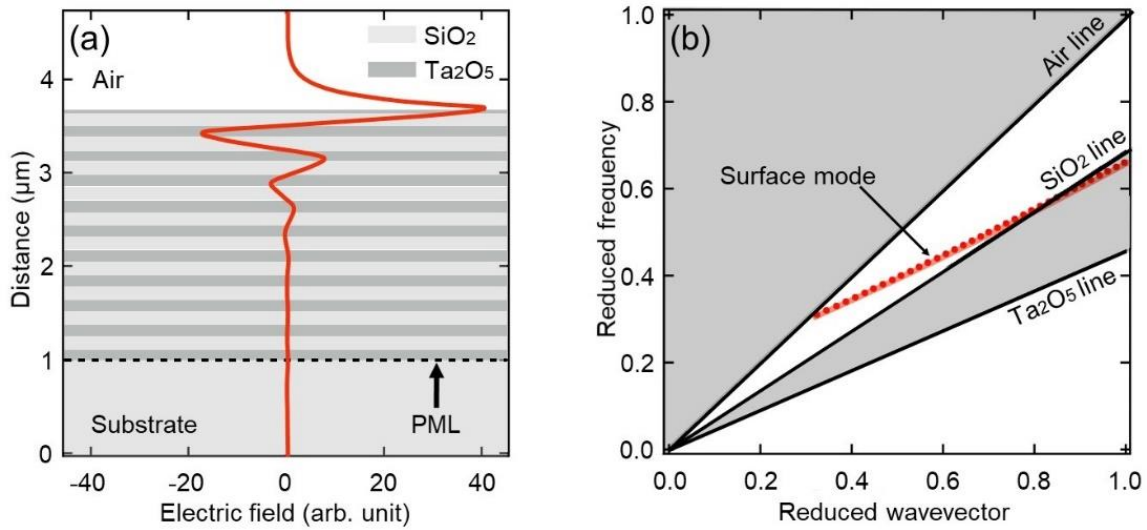 (a)
SiO2
Ta2O5
Air
4
3
2
1
0
Distance (μm)
Substrate
PML
-40
-20
0
20
40
Electric field (arb. unit)
(b)
1.0
0.8
0.6
0.4
0.2
0.0
Reduced frequency
Air line
Surface mode
SiO2 line
Ta2O5 line
0.0
0.2
0.4
0.6
0.8
1.0
Reduced wavevector